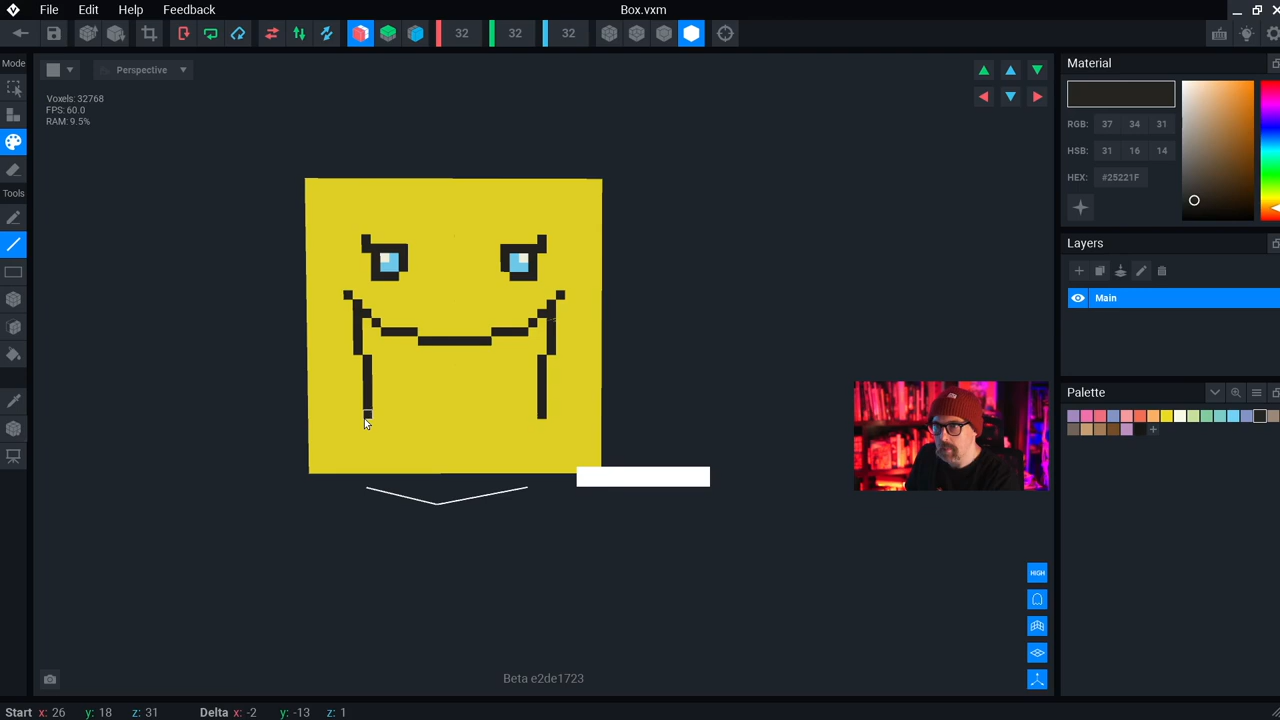 File Edit Help Feedback
Box.vxm
32 32 32
Mode
Perspective
Voxels: 32768
FPS: 60.0
RAM: 9.5%
Tools
Material
RGB: 37 34 31
HSB: 31 16 14
HEX: #25221F
Layers
Main
Palette
HIGH
Beta e2de1723
Start x: 26 y: 18 z: 31 Delta x: -2 y: -13 z: 1